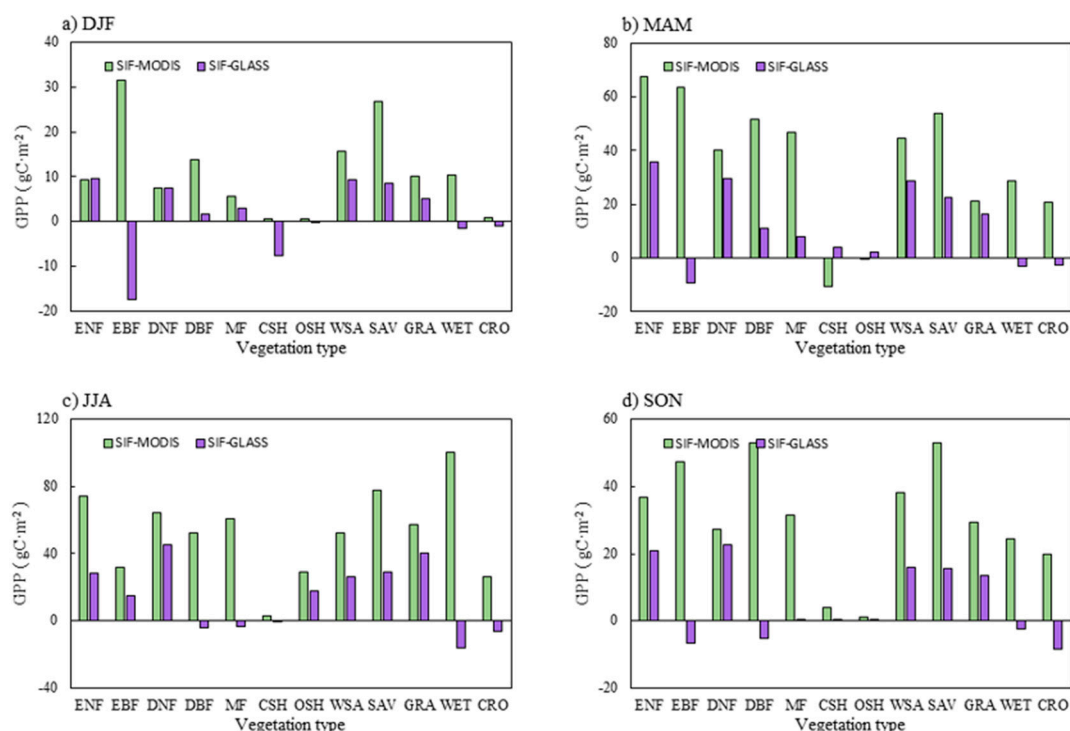 a) DJF
40
30
20
10
0
-10
-20
GPP ( gC·m⁻² )
SIF-MODIS SIF-GLASS
ENF EBF DNF DBF MF CSH OSH WSA SAV GRA WET CRO
Vegetation type
b) MAM
80
60
40
20
0
-20
GPP ( gC·m⁻² )
SIF-MODIS SIF-GLASS
ENF EBF DNF DBF MF CSH OSH WSA SAV GRA WET CRO
Vegetation type
c) JJA
120
80
40
0
-40
GPP ( gC·m⁻² )
SIF-MODIS SIF-GLASS
ENF EBF DNF DBF MF CSH OSH WSA SAV GRA WET CRO
Vegetation type
d) SON
60
40
20
0
-20
GPP ( gC·m⁻² )
SIF-MODIS SIF-GLASS
ENF EBF DNF DBF MF CSH OSH WSA SAV GRA WET CRO
Vegetation type